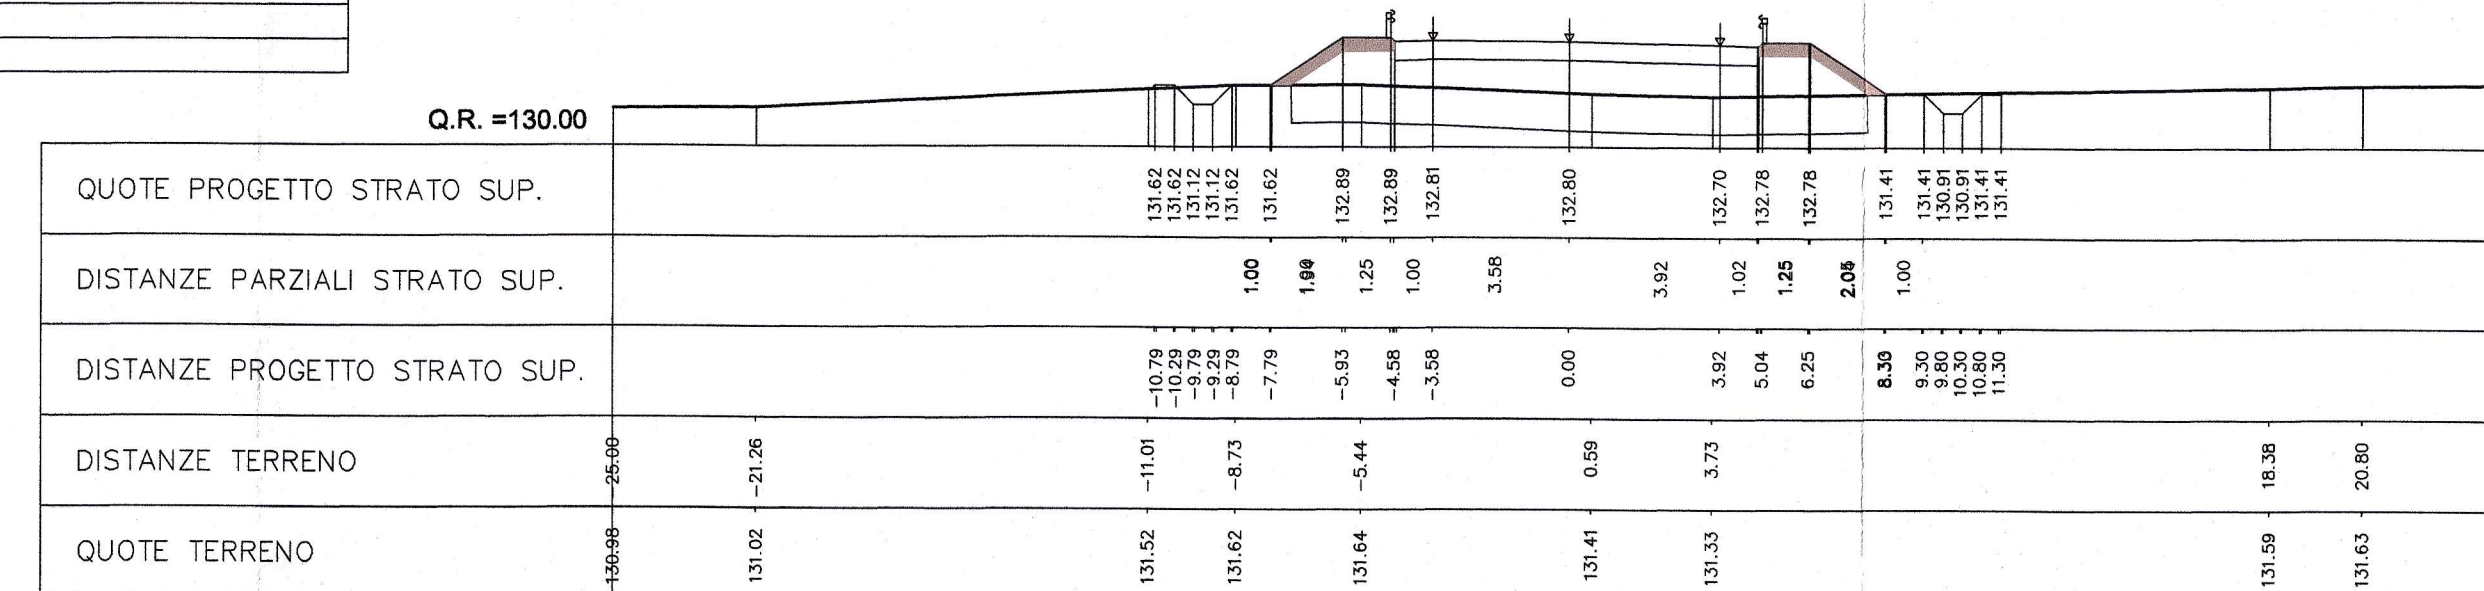 Q.R. =130.00
QUOTE PROGETTO STRATO SUP. 131.62 131.62 131.12 131.12 131.62 131.62 132.89 132.89 132.81 132.80 132.70 132.78 132.78 131.41 131.41 130.91 130.91 131.41 131.41
DISTANZE PARZIALI STRATO SUP. 1.00 1.25 1.00 3.58 3.92 1.02 1.25 1.00
DISTANZE PROGETTO STRATO SUP. -10.79 -10.29 -9.79 -9.29 -8.79 -7.79 -5.93 -4.58 -3.58 0.00 3.92 5.04 6.25 8.30 9.30 9.80 10.30 10.80 11.30
DISTANZE TERRENO -25.00 -21.26 -11.01 -8.73 -5.44 0.59 3.73 18.38 20.80
QUOTE TERRENO 130.98 131.02 131.52 131.62 131.64 131.41 131.33 131.59 131.63